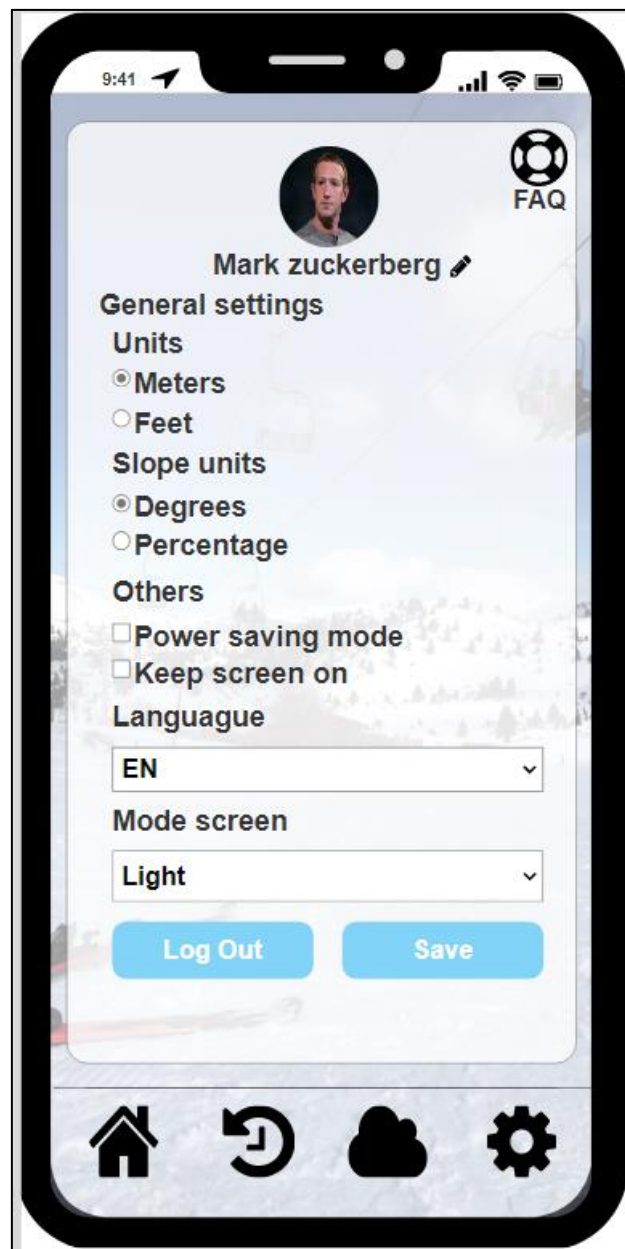 9:41
FAQ
Mark zuckerberg
General settings
Units
Meters
Feet
Slope units
Degrees
Percentage
Others
Power saving mode
Keep screen on
Languague
EN
Mode screen
Light
Log Out Save